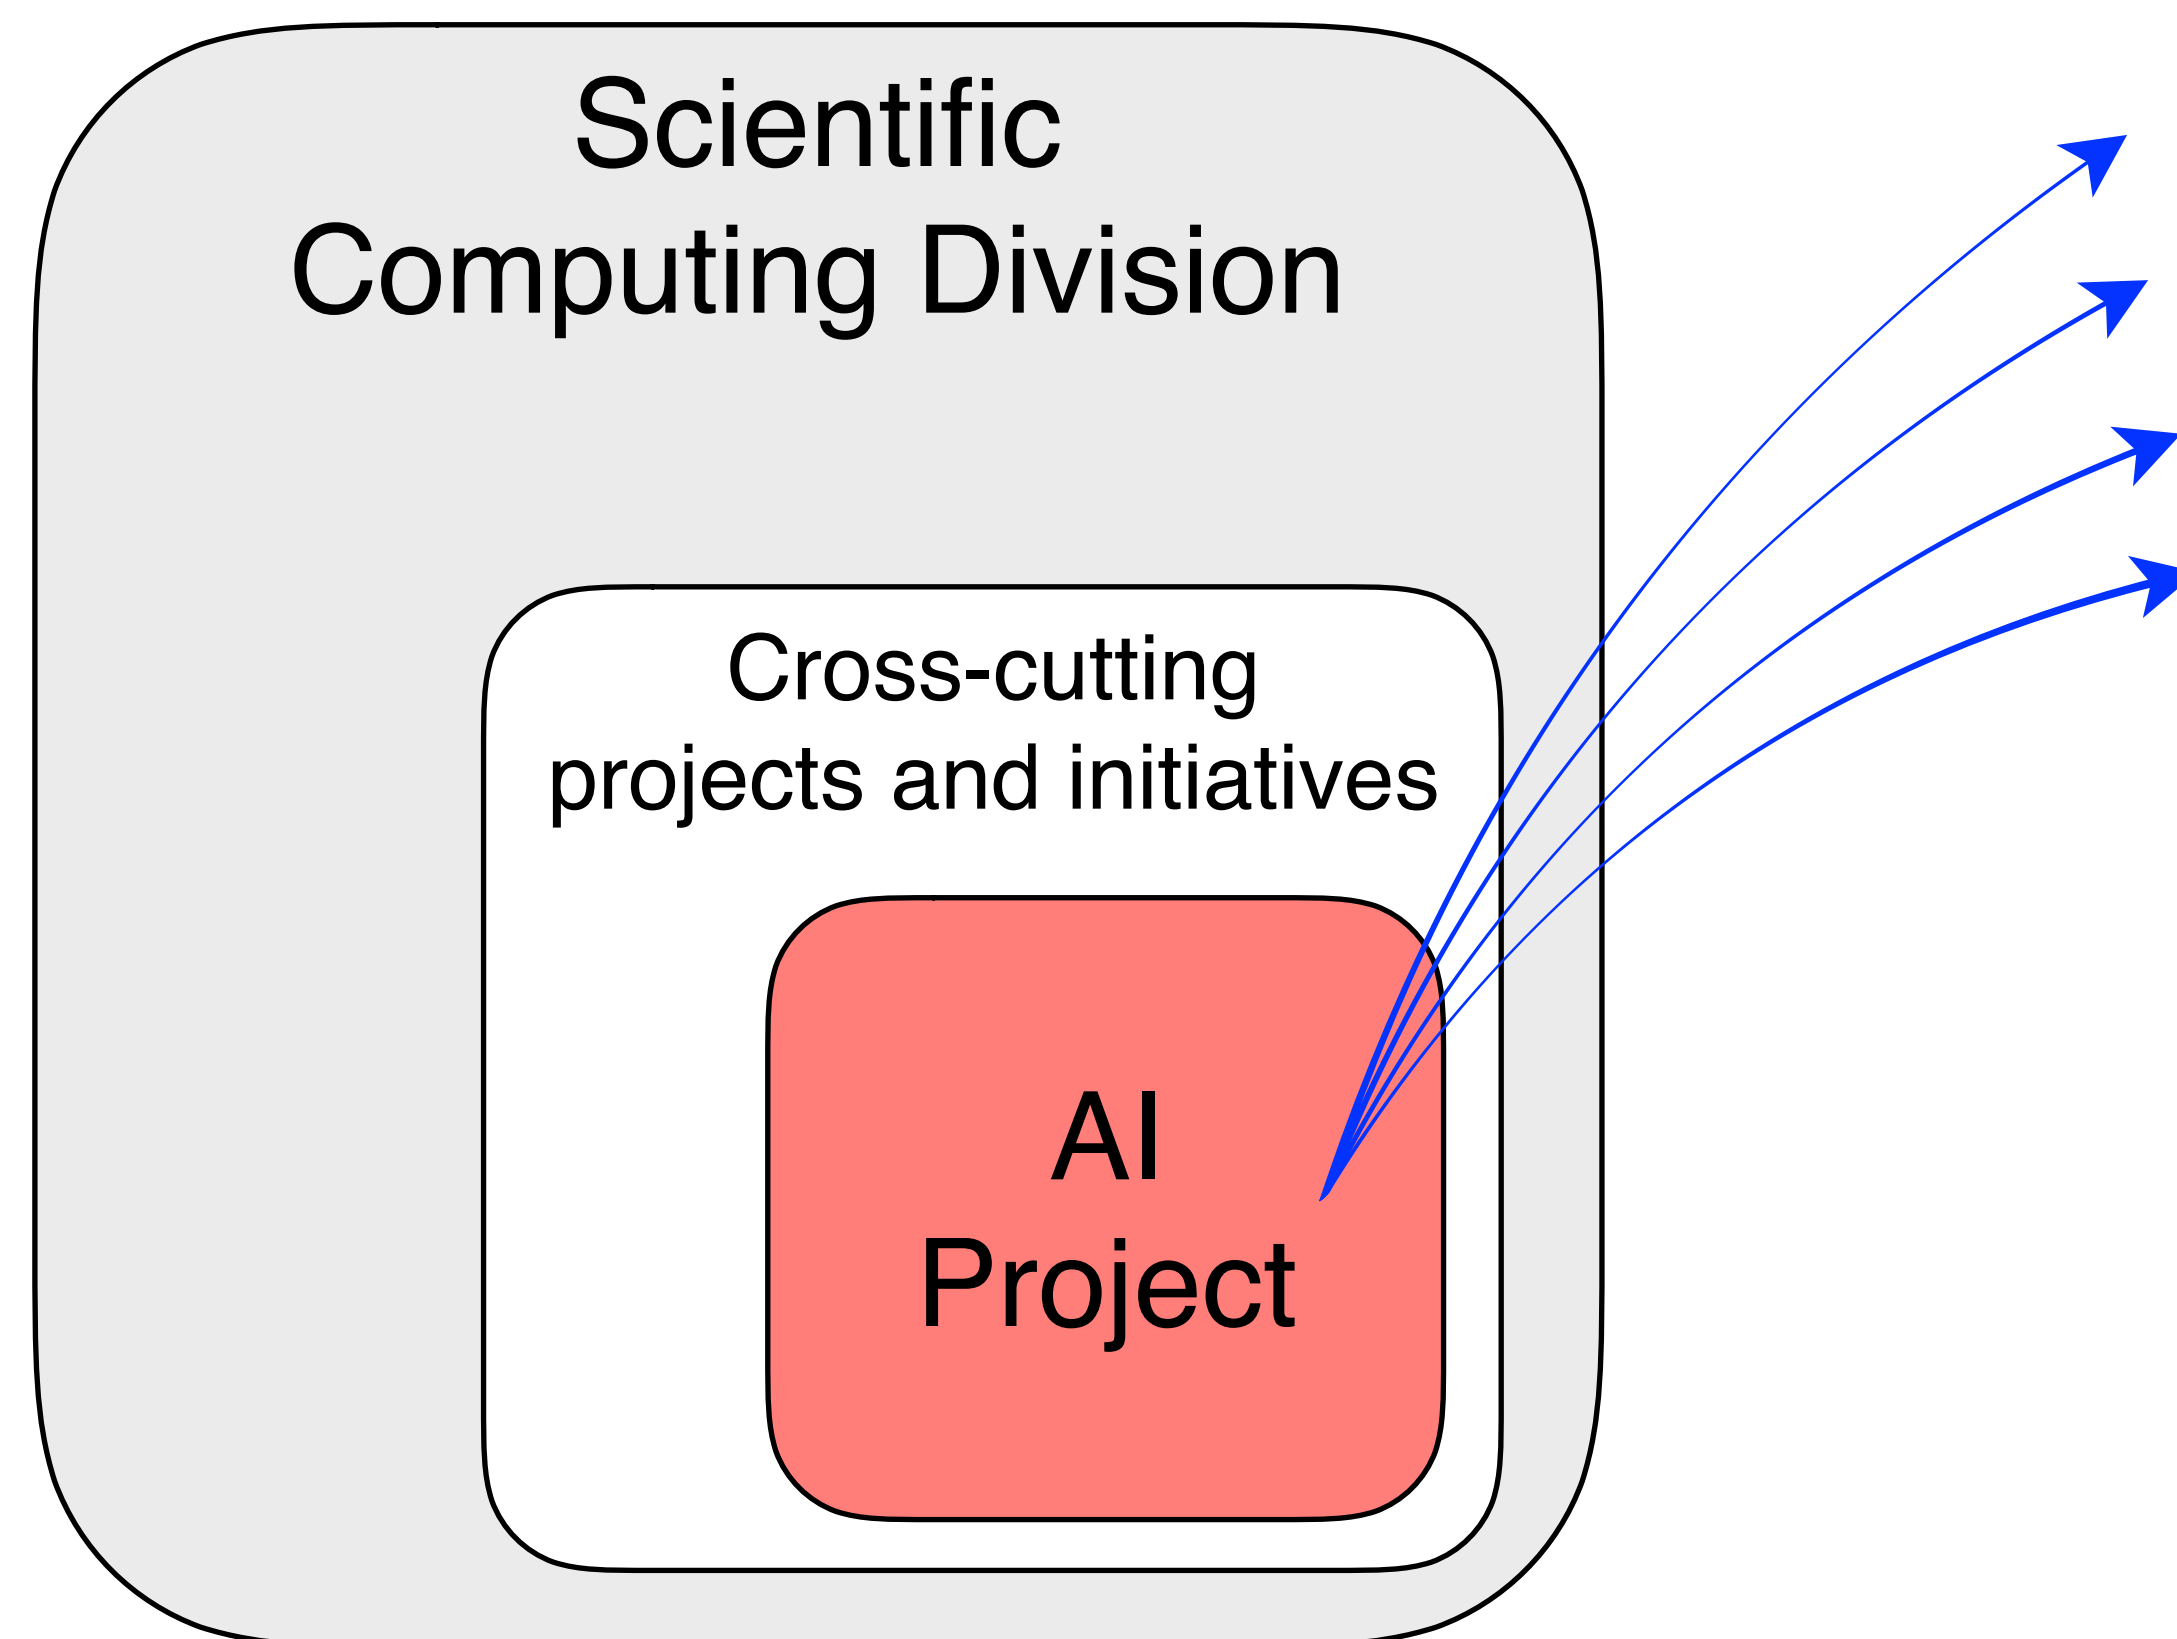 Scientific
Computing Division
Cross-cutting
projects and initiatives
AI
Project